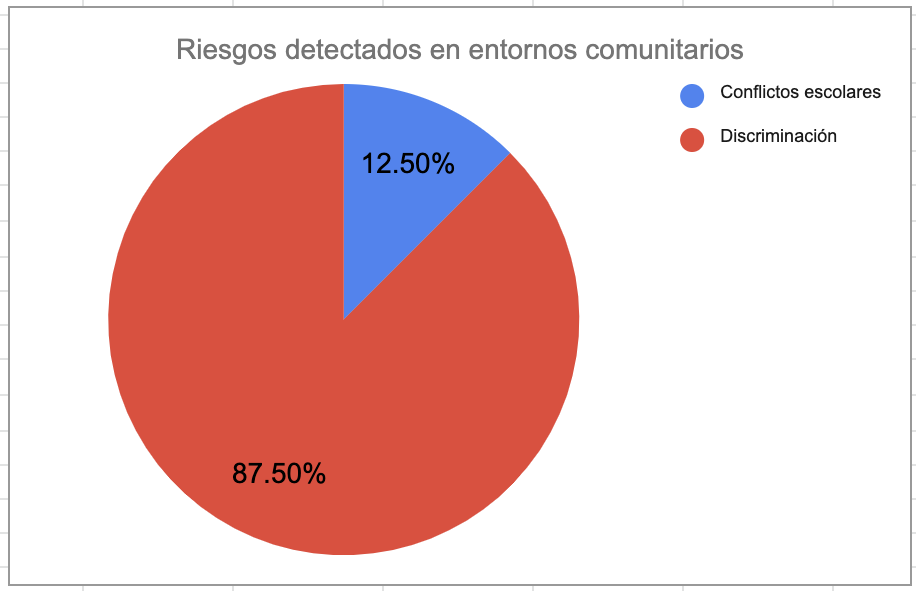 Riesgos detectados en entornos comunitarios
Conflictos escolares
Discriminación
12.50%
87.50%